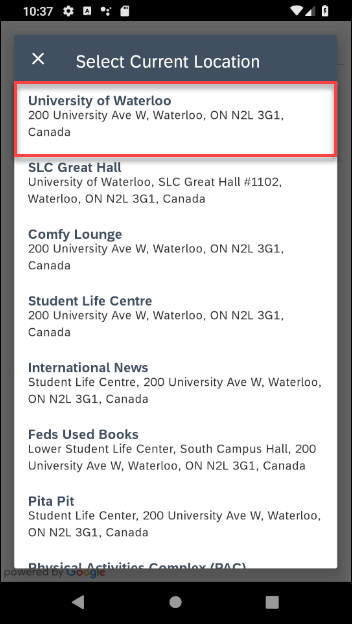 10:37
Select Current Location
University of Waterloo
200 University Ave W, Waterloo, ON N2L 3G1,
Canada
SLC Great Hall
University of Waterloo, SLC Great Hall #1102,
Waterloo, ON N2L 3G1, Canada
Comfy Lounge
200 University Ave W, Waterloo, ON N2L 3G1,
Canada
Student Life Centre
200 University Ave W, Waterloo, ON N2L 3G1,
Canada
International News
Student Life Centre, 200 University Ave W, Waterloo,
ON N2L 3G1, Canada
Feds Used Books
Lower Student Life Center, South Campus Hall, 200
University Ave W, Waterloo, ON N2L 3G1, Canada
Pita Pit
Student Life Center, 200 University Ave W, Waterloo,
ON N2L 3G1, Canada
Physical Activities Complex (PAC)
powered by Google